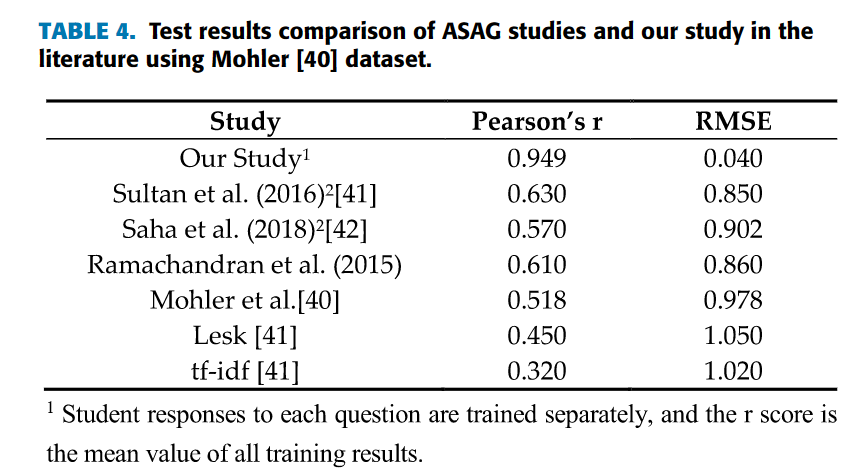 TABLE 4. Test results comparison of ASAG studies and our study in the
literature using Mohler [40] dataset.
Study Pearson's r RMSE
Our Study¹ 0.949 0.040
Sultan et al. (2016)²[41] 0.630 0.850
Saha et al. (2018)²[42] 0.570 0.902
Ramachandran et al. (2015) 0.610 0.860
Mohler et al.[40] 0.518 0.978
Lesk [41] 0.450 1.050
tf-idf [41] 0.320 1.020
¹ Student responses to each question are trained separately, and the r score is
the mean value of all training results.